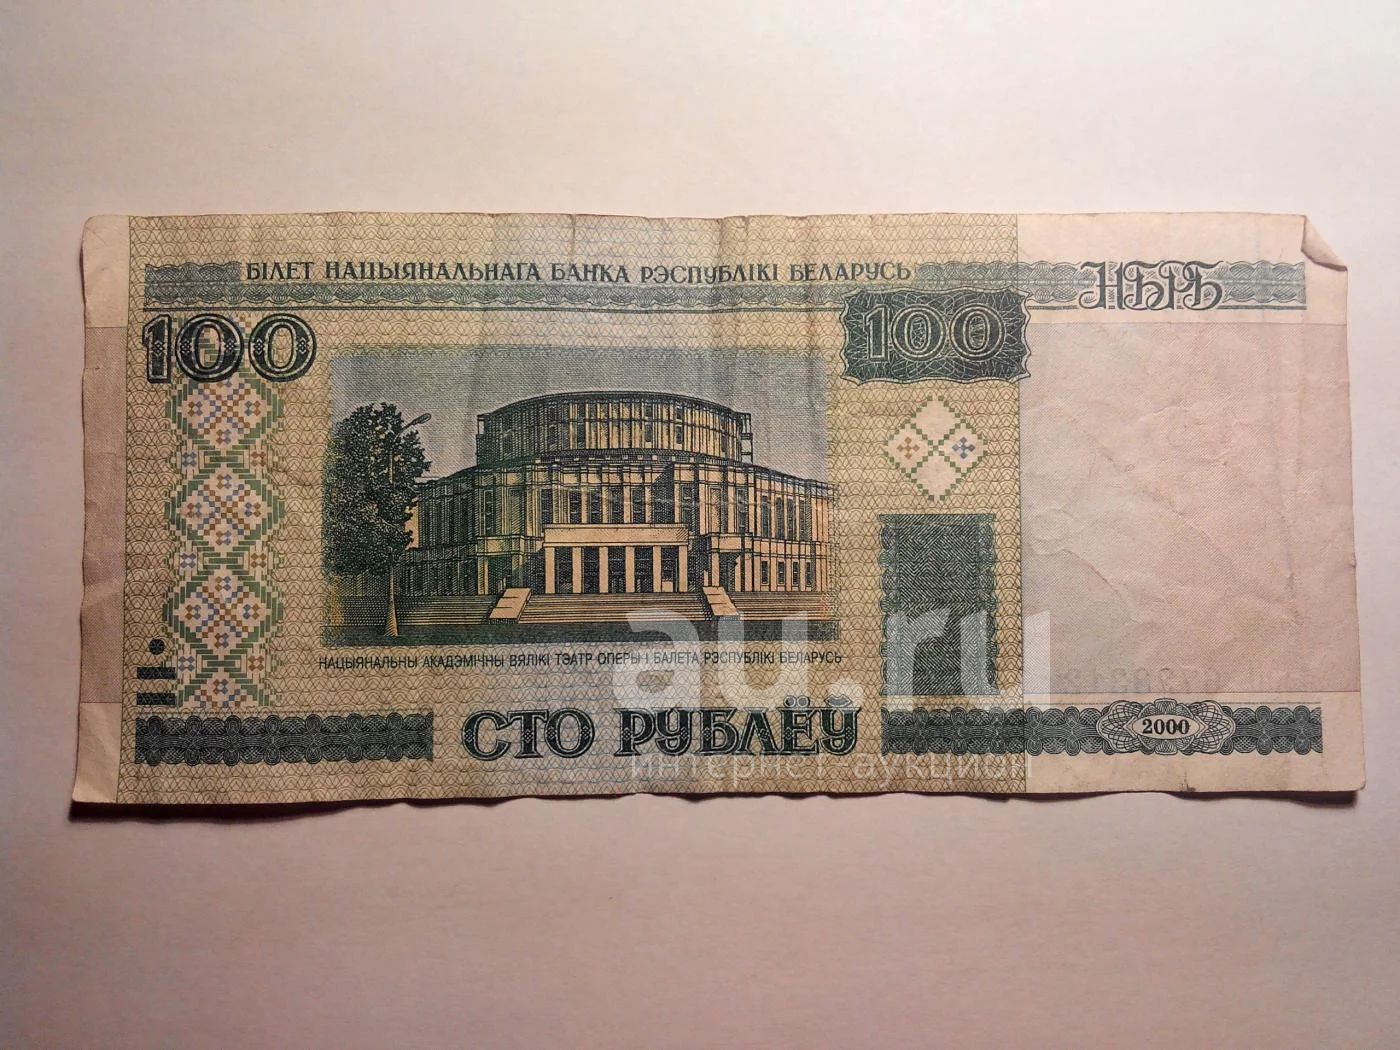 БІЛЕТ НАЦЫЯНАЛЬНАГА БАНКА РЭСПУБЛІКІ БЕЛАРУСЬ
НБРБ
100
100
НАЦЫЯНАЛЬНЫ АКАДЭМІЧНЫ ВЯЛІКІ ТЭАТР ОПЕРЫ І БАЛЕТА РЭСПУБЛІКІ БЕЛАРУСЬ
au.ru
СТО РУБЛЁЎ
2000
интернет аукцион